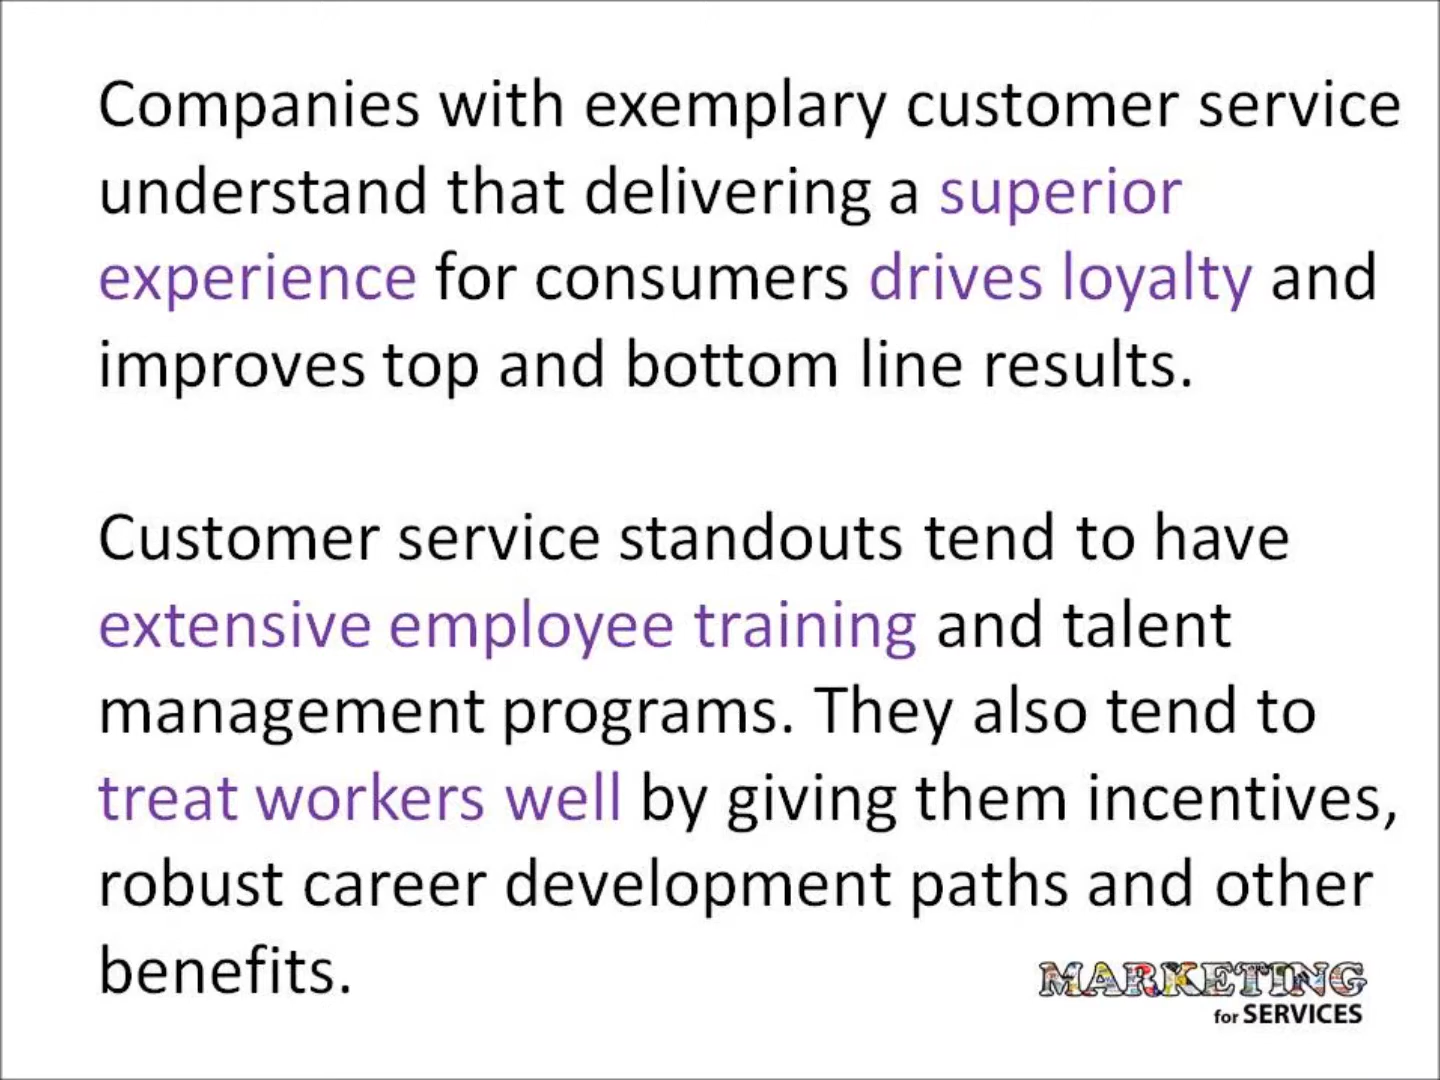 Companies with exemplary customer service
understand that delivering a superior
experience for consumers drives loyalty and
improves top and bottom line results.
Customer service standouts tend to have
extensive employee training and talent
management programs. They also tend to
treat workers well by giving them incentives,
robust career development paths and other
benefits.
MARKETING
for SERVICES